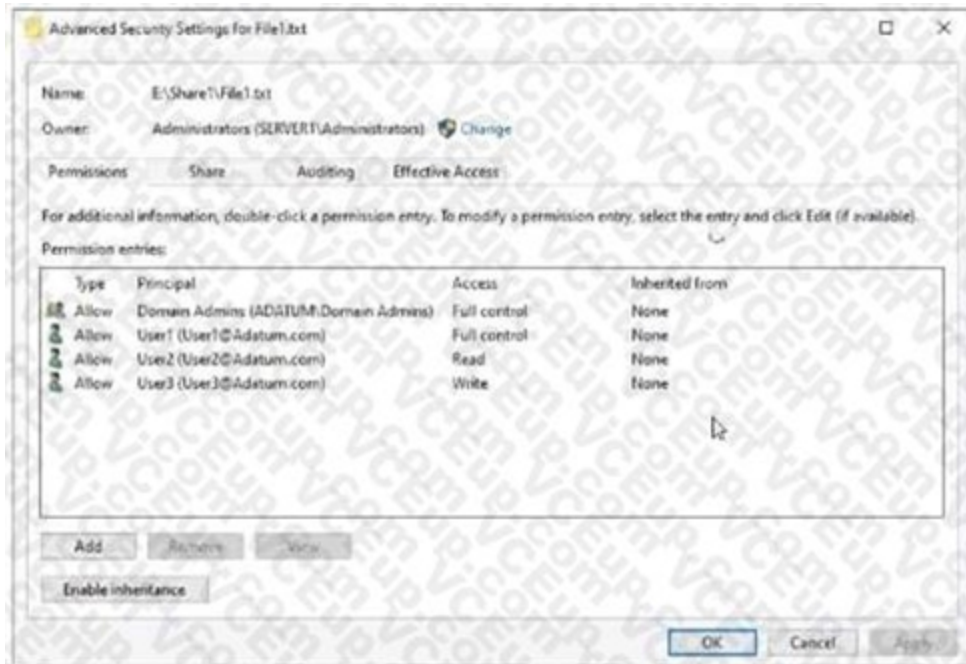 Advanced Security Settings for File1.txt
Name: E:\Share1\File1.txt
Owner: Administrators (SERVER1\Administrators) Change
Permissions Share Auditing Effective Access
For additional information, double-click a permission entry. To modify a permission entry, select the entry and click Edit (if available).
Permission entries:
Type Principal Access Inherited from
Allow Domain Admins (ADATUM\Domain Admins) Full control None
Allow User1 (User1@Adatum.com) Full control None
Allow User2 (User2@Adatum.com) Read None
Allow User3 (User3@Adatum.com) Write None
Add Remove View
Enable inheritance
OK Cancel Apply